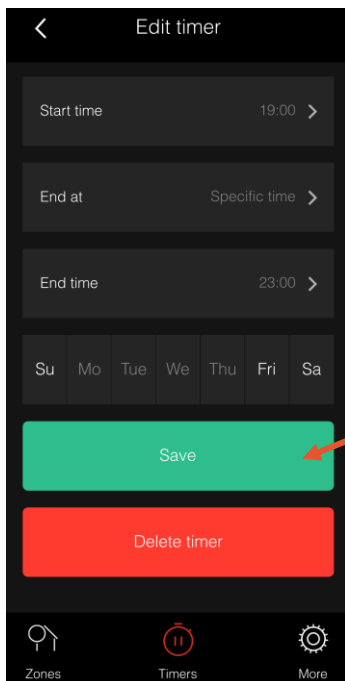 Edit timer
Start time 19:00
End at Specific time
End time 23:00
Su Mo Tue We Thu Fri Sa
Save
Delete timer
Zones Timers More